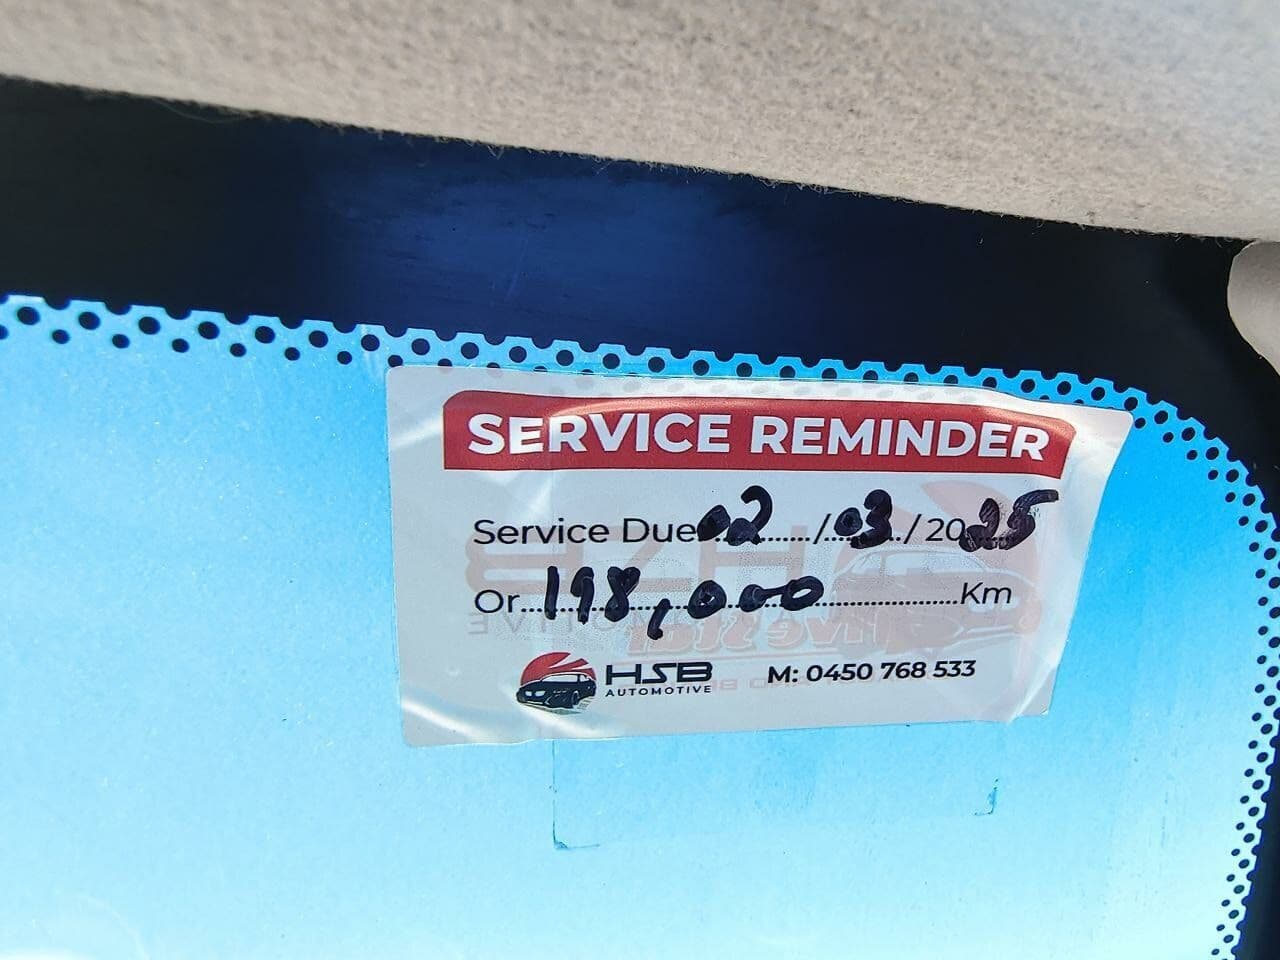 SERVICE REMINDER
Service Due 02 / 03 / 2025
Or 198,000 Km
HSB AUTOMOTIVE M: 0450 768 533